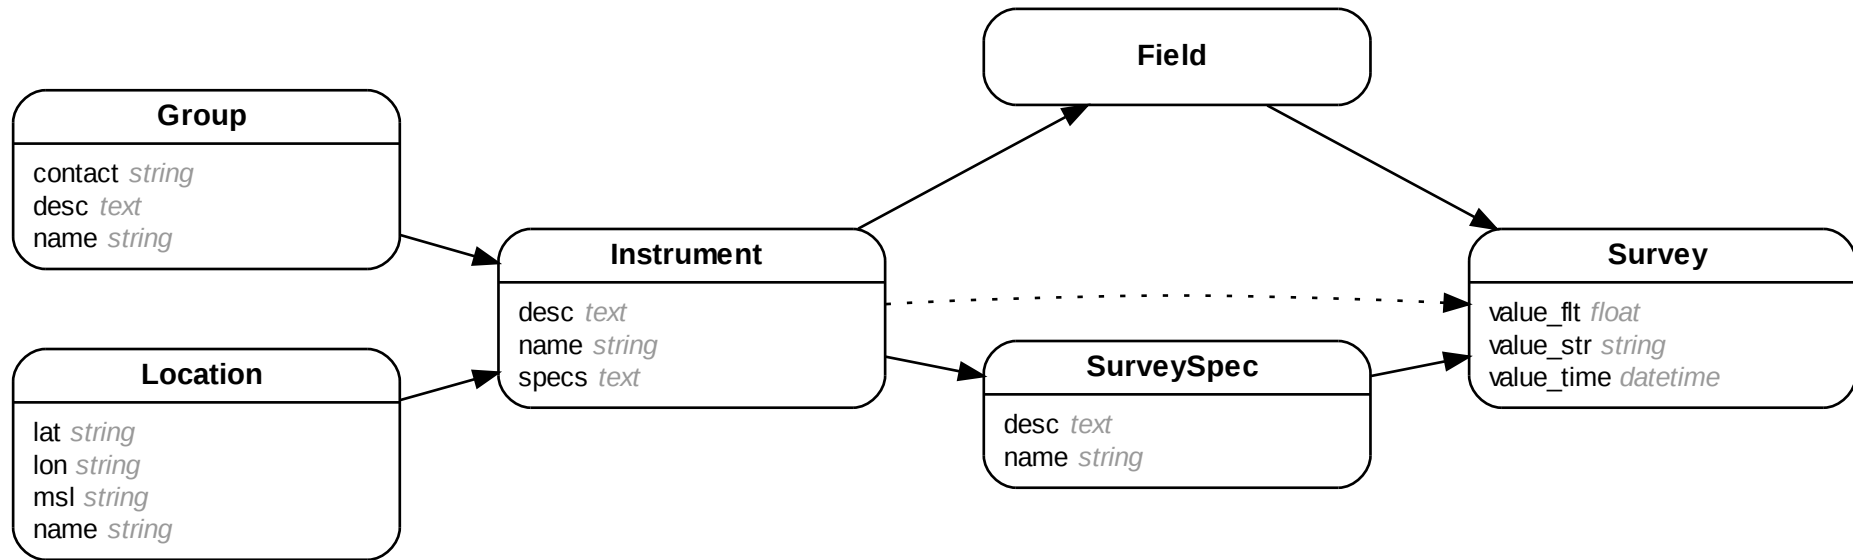 Field
Group
contact string
desc text
name string
Instrument
desc text
name string
specs text
Survey
value_flt float
value_str string
value_time datetime
Location
lat string
lon string
msl string
name string
SurveySpec
desc text
name string